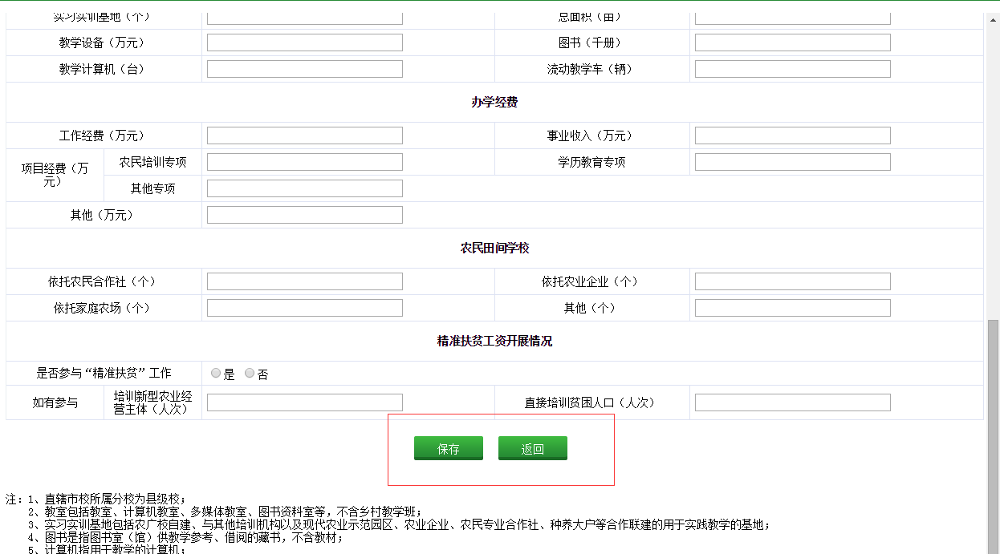 实习实训基地（个） 总面积（亩）
教学设备（万元） 图书（千册）
教学计算机（台） 流动教学车（辆）
办学经费
工作经费（万元） 事业收入（万元）
项目经费（万
元）
农民培训专项 学历教育专项
其他专项
其他（万元）
农民田间学校
依托农民合作社（个） 依托农业企业（个）
依托家庭农场（个） 其他（个）
精准扶贫工资开展情况
是否参与“精准扶贫”工作 是 否
如有参与
培训新型农业经
营主体（人次）
直接培训贫困人口（人次）
保存 返回
注：1、直辖市校所属分校为县级校；
2、教室包括教室、计算机教室、多媒体教室、图书资料室等，不含乡村教学班；
3、实习实训基地包括农广校自建、与其他培训机构以及现代农业示范园区、农业企业、农民专业合作社、种养大户等合作联建的用于实践教学的基地；
4、图书是指图书室（馆）供教学参考、借阅的藏书，不含教材；
5、计算机指用于教学的计算机；